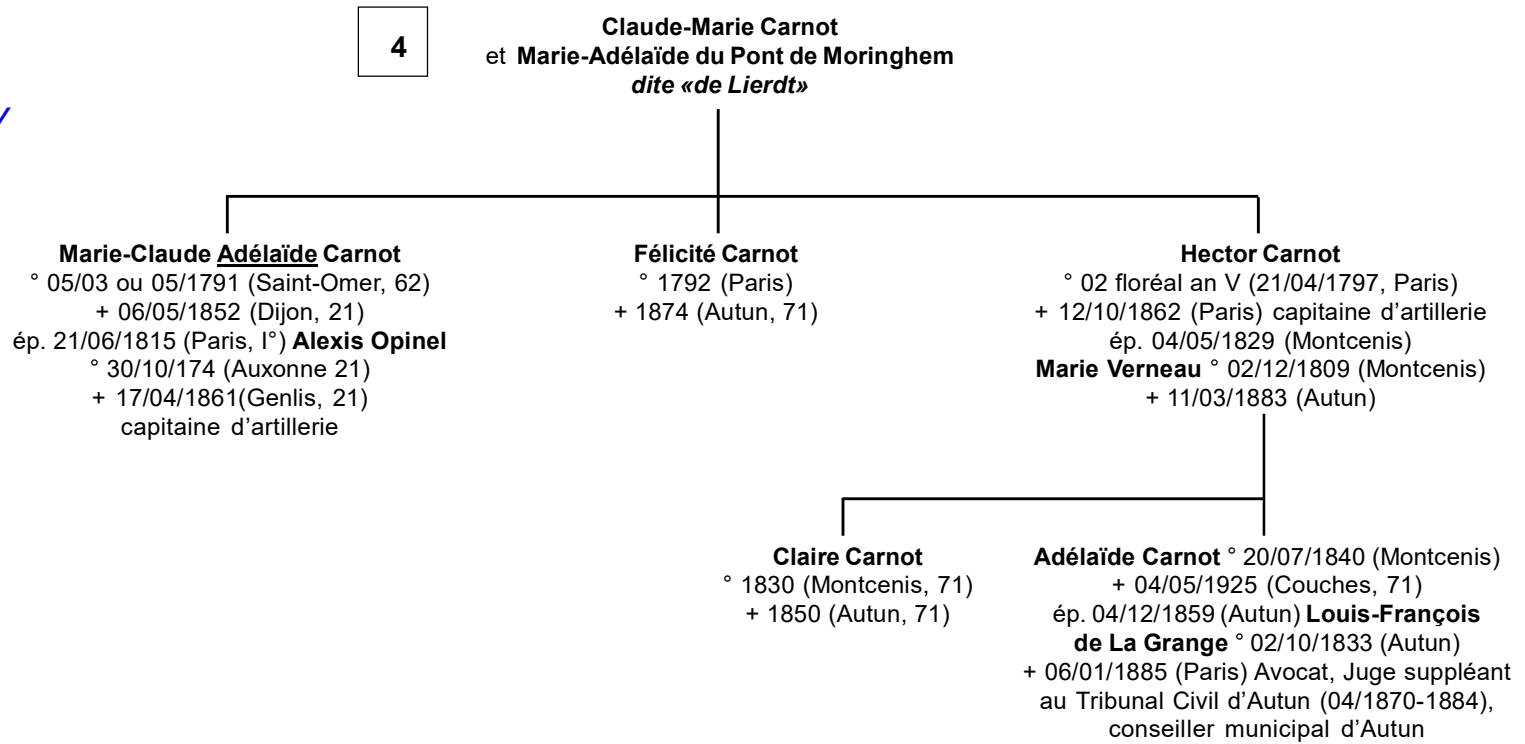 4
Claude-Marie Carnot
et Marie-Adélaïde du Pont de Moringhem
dite «de Lierdt»
Marie-Claude Adélaïde Carnot
° 05/03 ou 05/1791 (Saint-Omer, 62)
+ 06/05/1852 (Dijon, 21)
ép. 21/06/1815 (Paris, I°) Alexis Opinel
° 30/10/174 (Auxonne 21)
+ 17/04/1861(Genlis, 21)
capitaine d’artillerie
Félicité Carnot
° 1792 (Paris)
+ 1874 (Autun, 71)
Hector Carnot
° 02 floréal an V (21/04/1797, Paris)
+ 12/10/1862 (Paris) capitaine d’artillerie
ép. 04/05/1829 (Montcenis)
Marie Verneau ° 02/12/1809 (Montcenis)
+ 11/03/1883 (Autun)
Claire Carnot
° 1830 (Montcenis, 71)
+ 1850 (Autun, 71)
Adélaïde Carnot ° 20/07/1840 (Montcenis)
+ 04/05/1925 (Couches, 71)
ép. 04/12/1859 (Autun) Louis-François
de La Grange ° 02/10/1833 (Autun)
+ 06/01/1885 (Paris) Avocat, Juge suppléant
au Tribunal Civil d’Autun (04/1870-1884),
conseiller municipal d’Autun